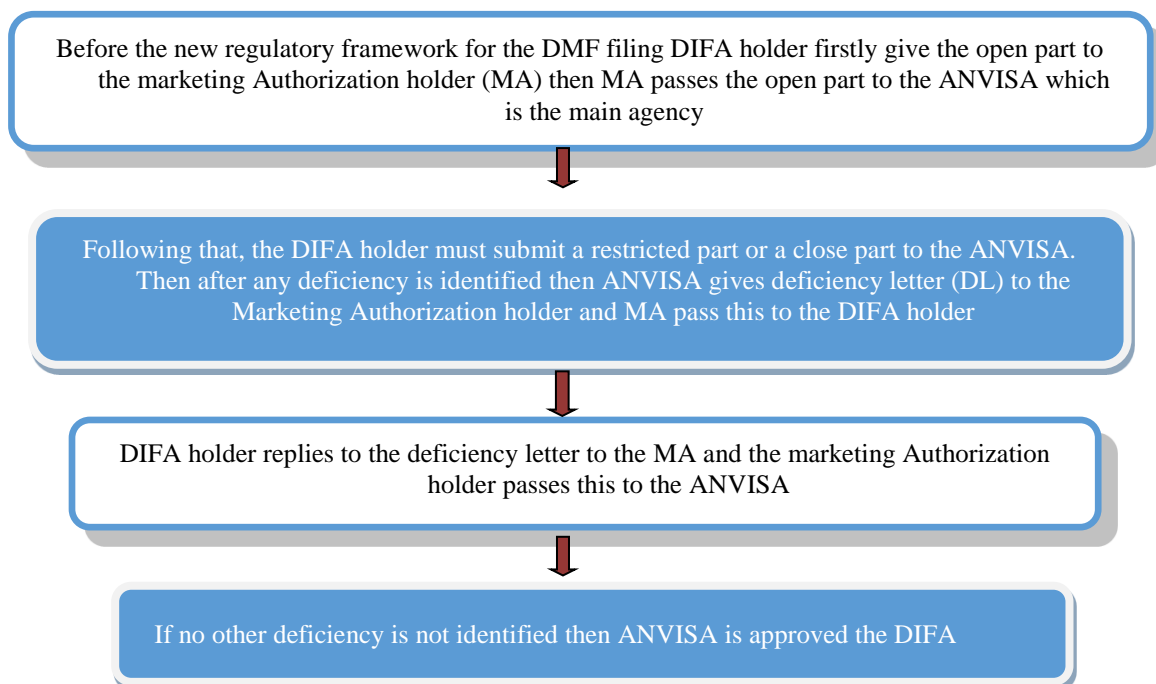 Before the new regulatory framework for the DMF filing DIFA holder firstly give the open part to
the marketing Authorization holder (MA) then MA passes the open part to the ANVISA which
is the main agency
Following that, the DIFA holder must submit a restricted part or a close part to the ANVISA.
Then after any deficiency is identified then ANVISA gives deficiency letter (DL) to the
Marketing Authorization holder and MA pass this to the DIFA holder
DIFA holder replies to the deficiency letter to the MA and the marketing Authorization
holder passes this to the ANVISA
If no other deficiency is not identified then ANVISA is approved the DIFA